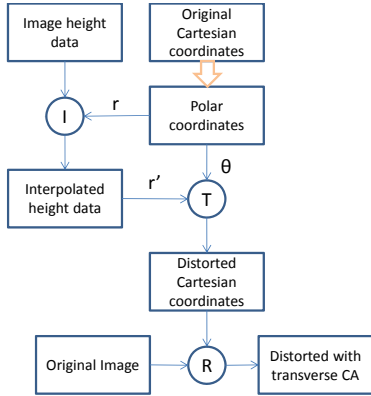 Image height
data
Original
Cartesian
coordinates
I
r
Polar
coordinates
Interpolated
height data
r’
θ
T
Distorted
Cartesian
coordinates
Original Image
R
Distorted with
transverse CA